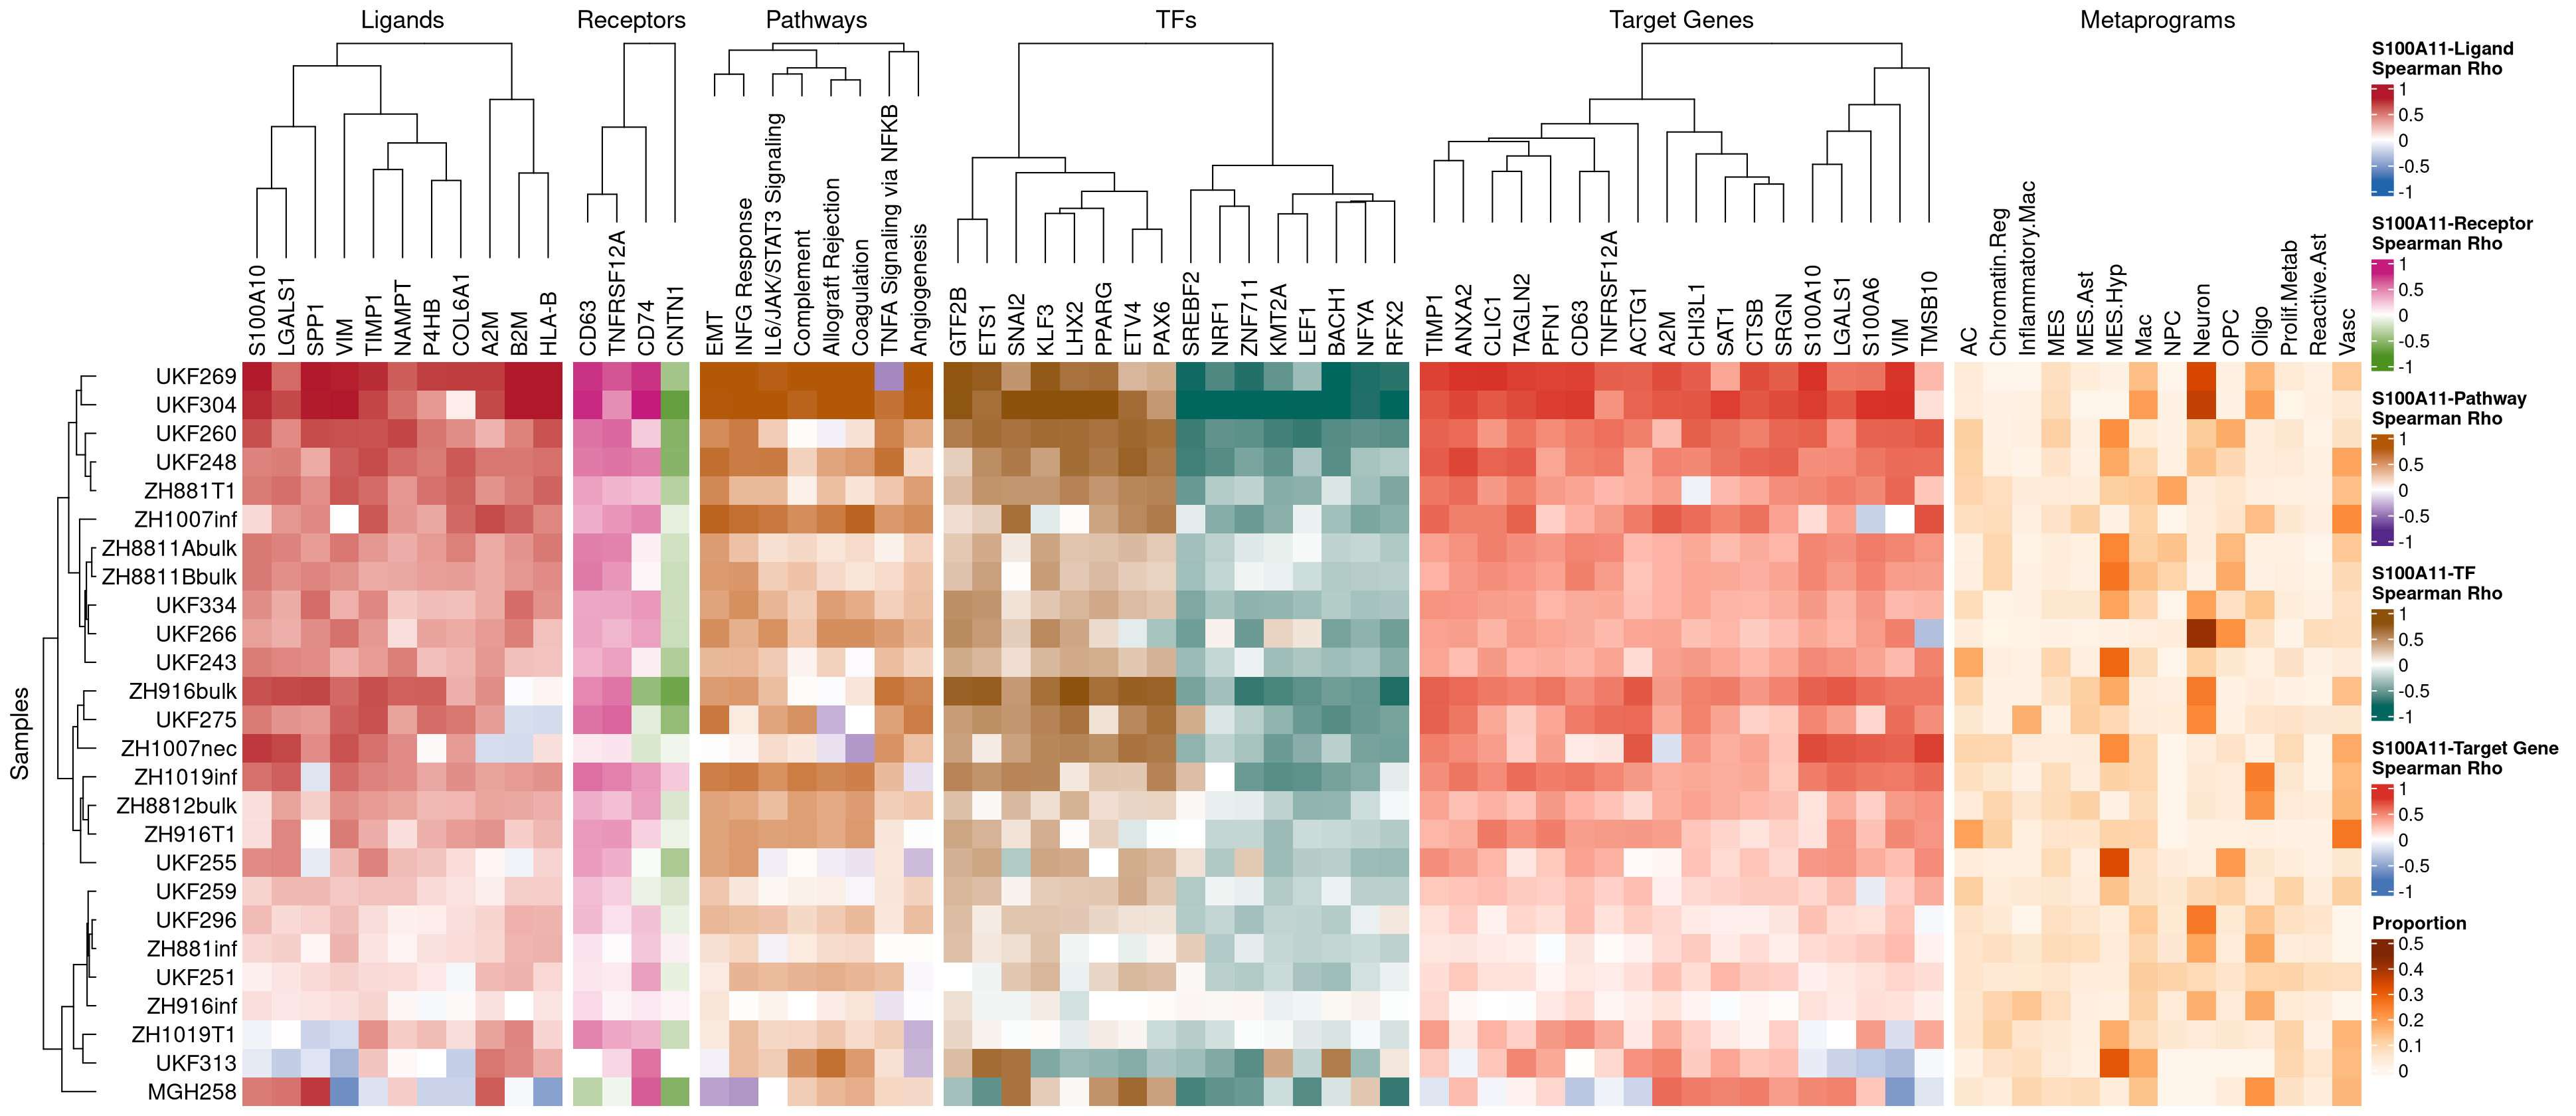 Ligands
Receptors
Pathways
TFs
Target Genes
Metaprograms
S100A10
LGALS1
SPP1
VIM
TIMP1
NAMPT
P4HB
COL6A1
A2M
B2M
HLA-B
CD63
TNFRSF12A
CD74
CNTN1
EMT
INFG Response
IL6/JAK/STAT3 Signaling
Complement
Allograft Rejection
Coagulation
TNFA Signaling via NFKB
Angiogenesis
GTF2B
ETS1
SNAI2
KLF3
LHX2
PPARG
ETV4
PAX6
SREBF2
NRF1
ZNF711
KMT2A
LEF1
BACH1
NFYA
RFX2
TIMP1
ANXA2
CLIC1
TAGLN2
PFN1
CD63
TNFRSF12A
ACTG1
A2M
CHI3L1
SAT1
CTSB
SRGN
S100A10
LGALS1
S100A6
VIM
TMSB10
AC
Chromatin.Reg
Inflammatory.Mac
MES
MES.Ast
MES.Hyp
Mac
NPC
Neuron
OPC
Oligo
Prolif.Metab
Reactive.Ast
Vasc
Samples
UKF269
UKF304
UKF260
UKF248
ZH881T1
ZH1007inf
ZH8811Abulk
ZH8811Bbulk
UKF334
UKF266
UKF243
ZH916bulk
UKF275
ZH1007nec
ZH1019inf
ZH8812bulk
ZH916T1
UKF255
UKF259
UKF296
ZH881inf
UKF251
ZH916inf
ZH1019T1
UKF313
MGH258
S100A11-Ligand
Spearman Rho
1
0.5
0
-0.5
-1
S100A11-Receptor
Spearman Rho
1
0.5
0
-0.5
-1
S100A11-Pathway
Spearman Rho
1
0.5
0
-0.5
-1
S100A11-TF
Spearman Rho
1
0.5
0
-0.5
-1
S100A11-Target Gene
Spearman Rho
1
0.5
0
-0.5
-1
Proportion
0.5
0.4
0.3
0.2
0.1
0